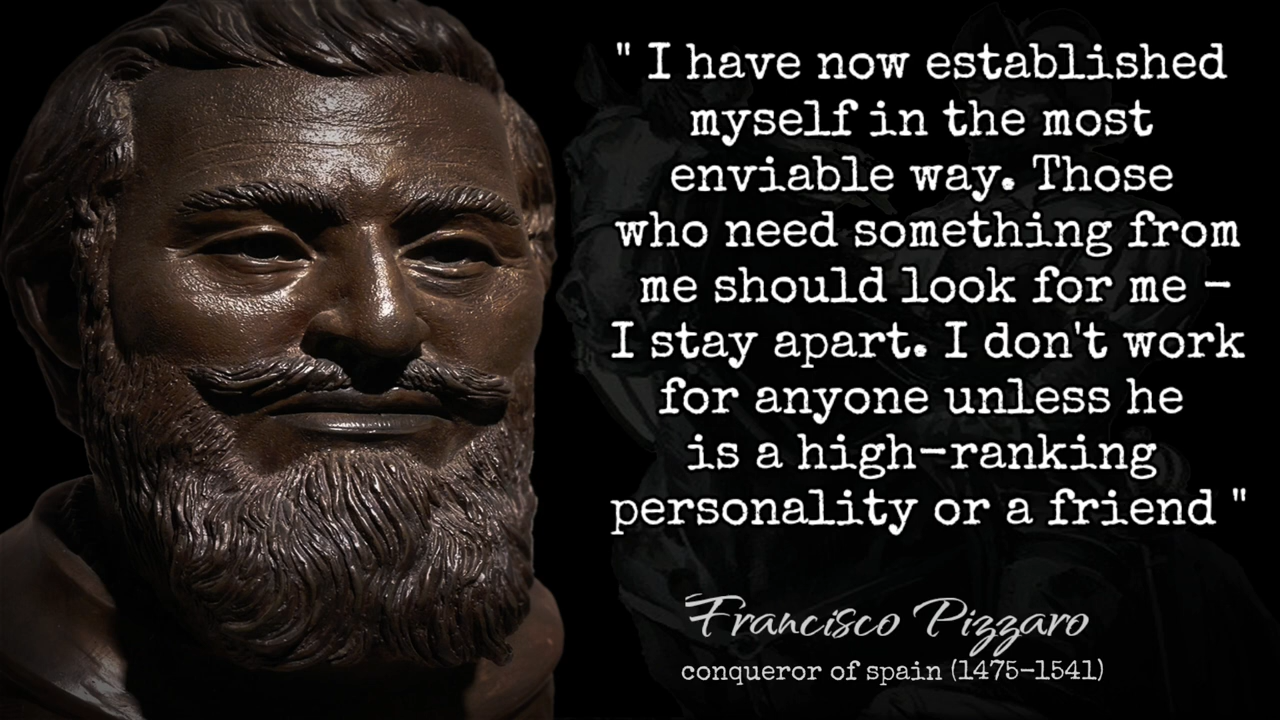 " I have now established
myself in the most
enviable way. Those
who need something from
me should look for me -
I stay apart. I don't work
for anyone unless he
is a high-ranking
personality or a friend "
Francisco Pizzaro
conqueror of spain (1475-1541)